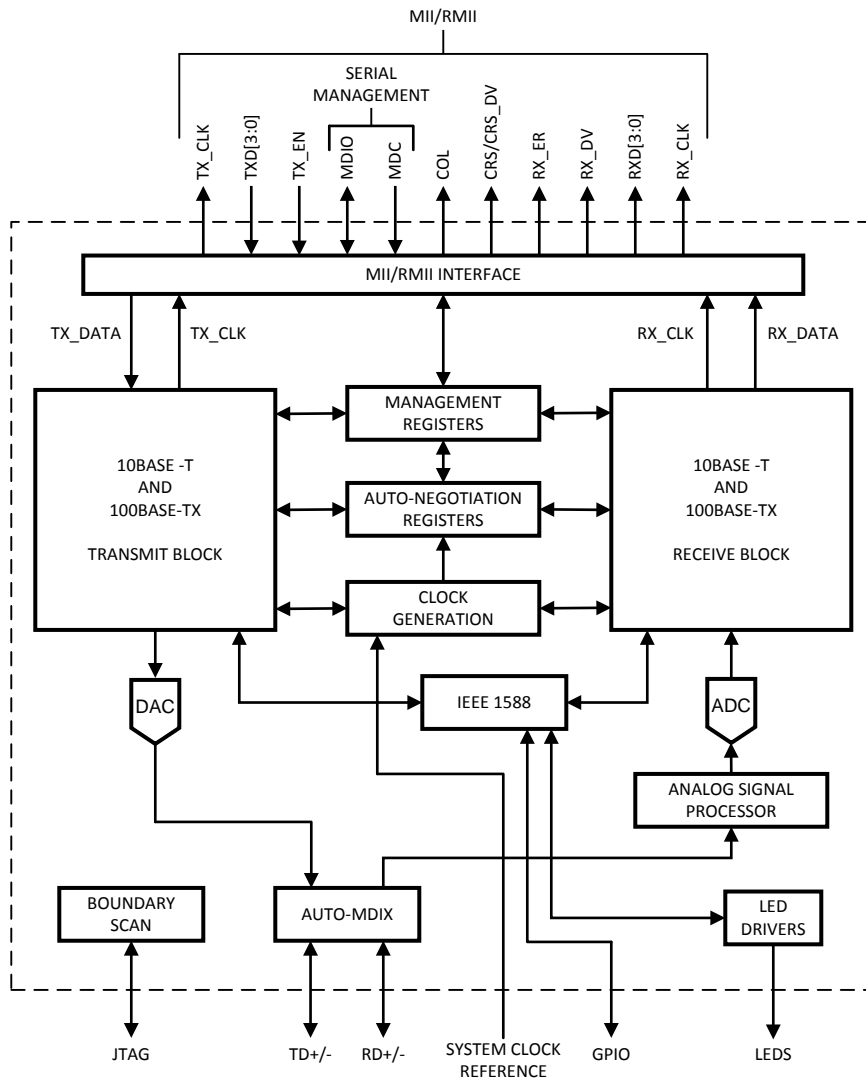 MII/RMII
SERIAL
MANAGEMENT
TX_CLK
TXD[3:0]
TX_EN
MDIO
MDC
COL
CRS/CRS_DV
RX_ER
RX_DV
RXD[3:0]
RX_CLK
MII/RMII INTERFACE
TX_DATA
TX_CLK
RX_CLK
RX_DATA
10BASE -T
AND
100BASE-TX
TRANSMIT BLOCK
MANAGEMENT
REGISTERS
AUTO-NEGOTIATION
REGISTERS
CLOCK
GENERATION
10BASE -T
AND
100BASE-TX
RECEIVE BLOCK
DAC
IEEE 1588
ADC
ANALOG SIGNAL
PROCESSOR
BOUNDARY
SCAN
AUTO-MDIX
LED
DRIVERS
JTAG
TD+/-
RD+/-
SYSTEM CLOCK
REFERENCE
GPIO
LEDS